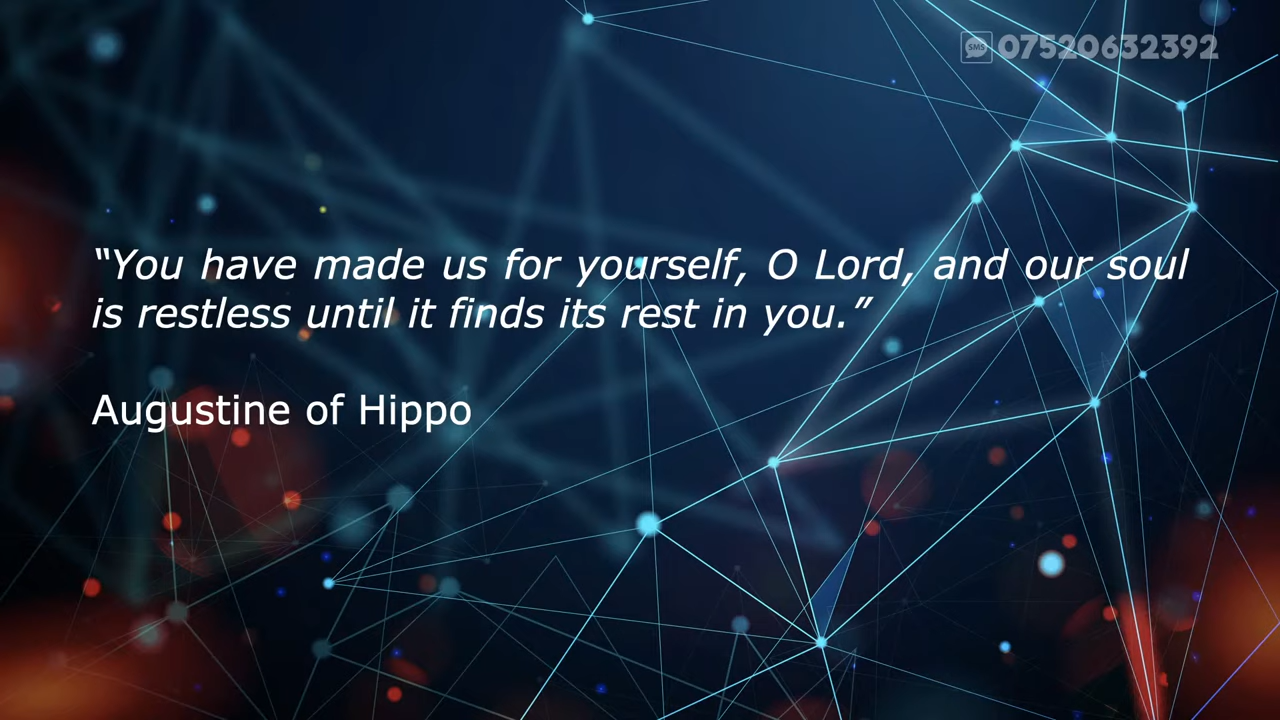 SMS 07520632392
“You have made us for yourself, O Lord, and our soul
is restless until it finds its rest in you.”
Augustine of Hippo